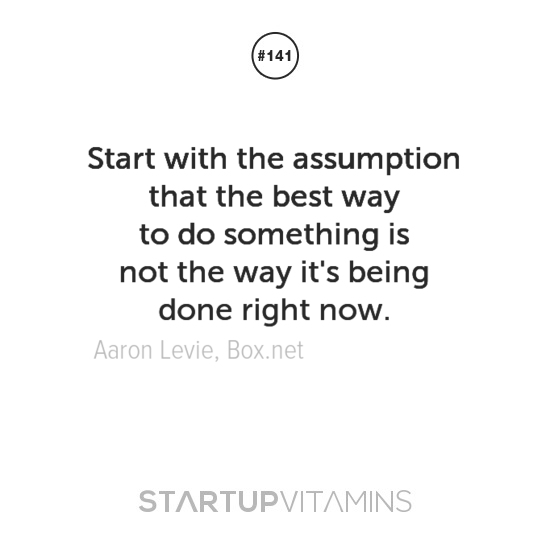 #141
Start with the assumption
that the best way
to do something is
not the way it's being
done right now.
Aaron Levie, Box.net
STARTUPVITAMINS